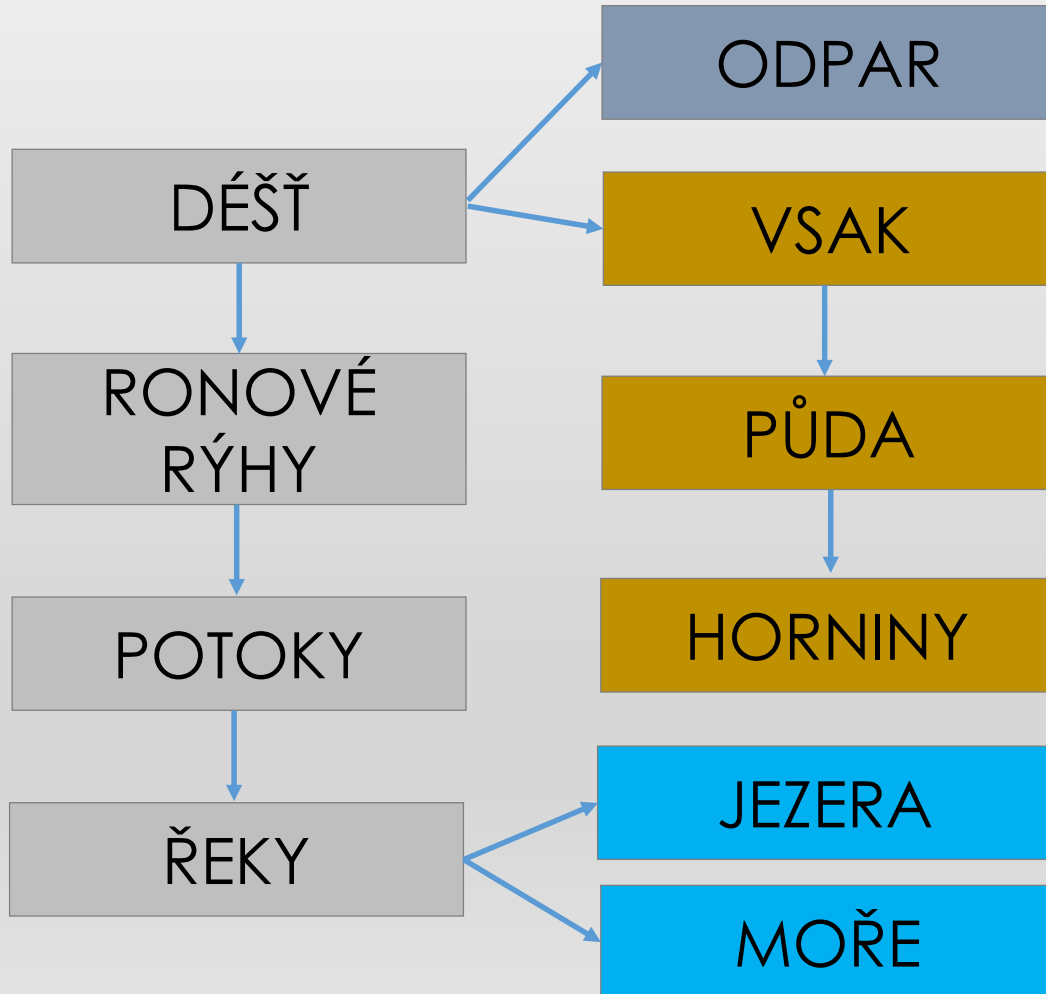 DÉŠŤ
RONOVÉ
RÝHY
POTOKY
ŘEKY
ODPAR
VSAK
PŮDA
HORNINY
JEZERA
MOŘE